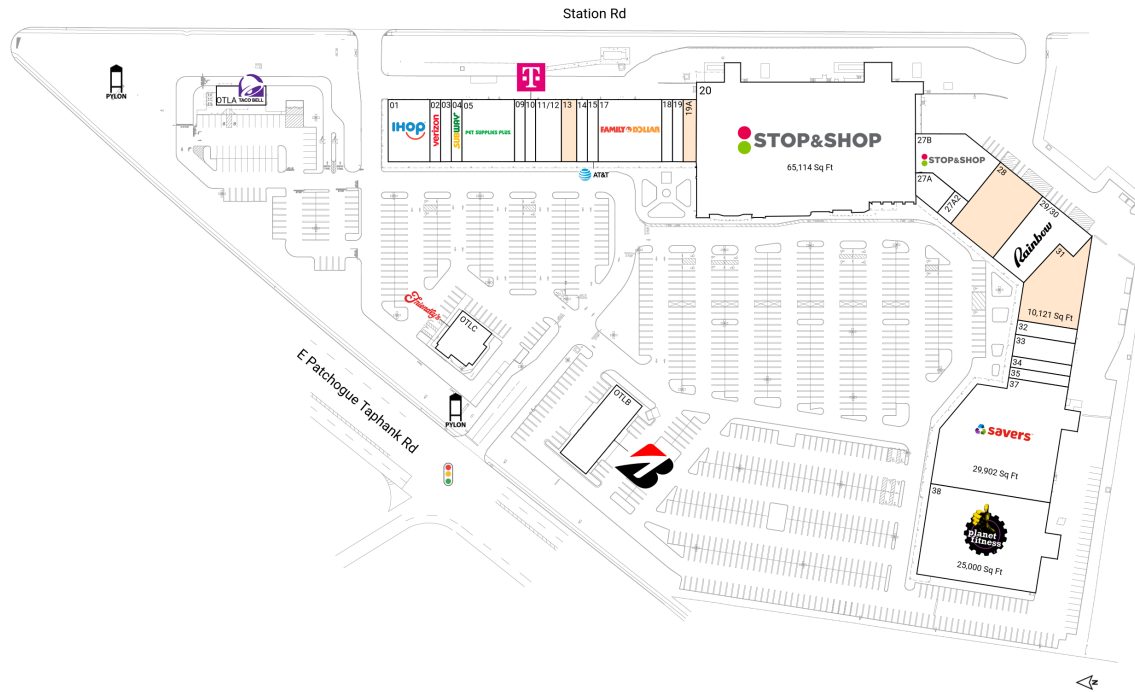 Station Rd
PYLON
OTLA
TACO BELL
T
01
02
03
04
05
09
10
11/12
13
14
15
17
18
19
19A
20
IHOP
verizon
SUBWAY
PET SUPPLIES PLUS
FAMILY DOLLAR
AT&T
STOP&SHOP
65,114 Sq Ft
27B
STOP&SHOP
27A
27A2
28
29/30
Rainbow
31
10,121 Sq Ft
32
33
34
35
37
savers
29,902 Sq Ft
38
planet
fitness
25,000 Sq Ft
Friendly's
OTLC
OTLB
B
E Patchogue Taphank Rd
PYLON
N